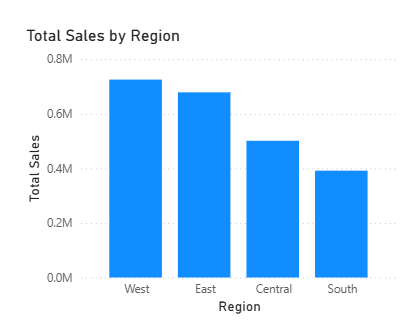 Total Sales by Region
0.8M
0.6M
0.4M
0.2M
0.0M
Total Sales
West East Central South
Region